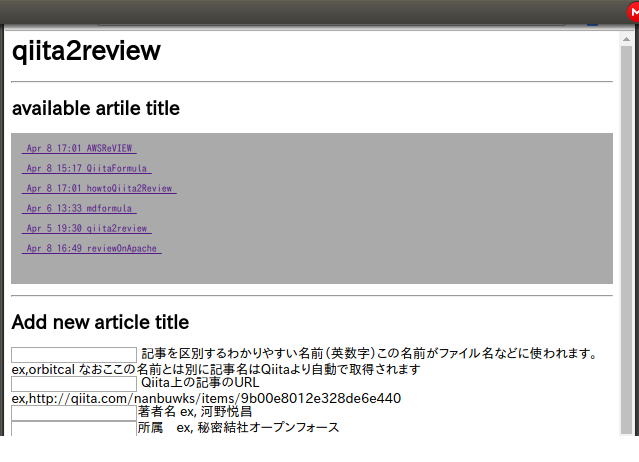 qiita2review
available artile title
Apr 8 17:01 AWSReVIEW
Apr 8 15:17 QiitaFormula
Apr 8 17:01 howtoQiita2Review
Apr 6 13:33 mdformula
Apr 5 19:30 qiita2review
Apr 8 16:49 reviewOnApache
Add new article title
記事を区別するわかりやすい名前（英数字）この名前がファイル名などに使われます。
ex,orbitcal なおここの名前とは別に記事名はQiitaより自動で取得されます
Qiita上の記事のURL
ex,http://qiita.com/nanbuwks/items/9b00e8012e328de6e440
著者名 ex, 河野悦昌
所属　ex, 秘密結社オープンフォース